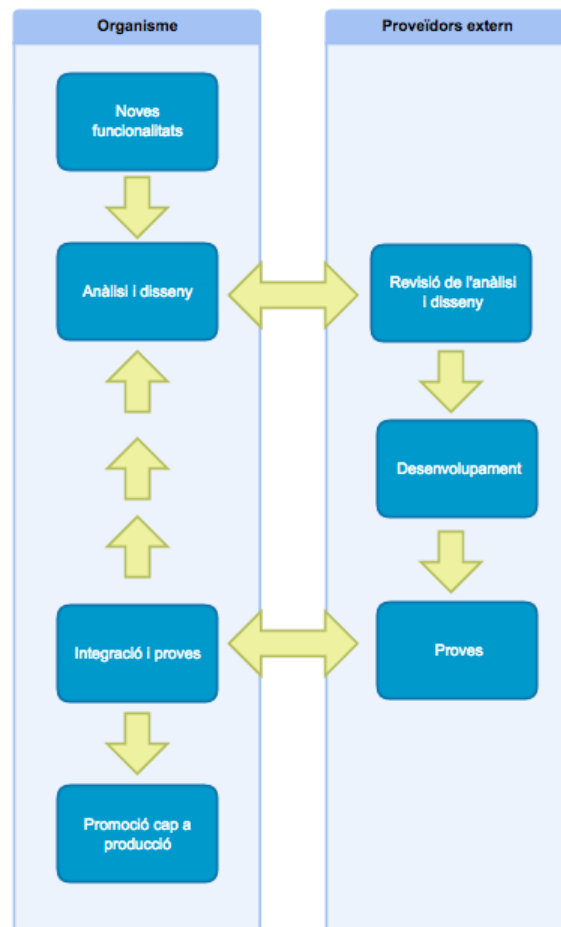 Organisme
Proveïdors extern
Noves
funcionalitats
Anàlisi i disseny
Revisió de l'anàlisi
i disseny
Desenvolupament
Integració i proves
Proves
Promoció cap a
producció